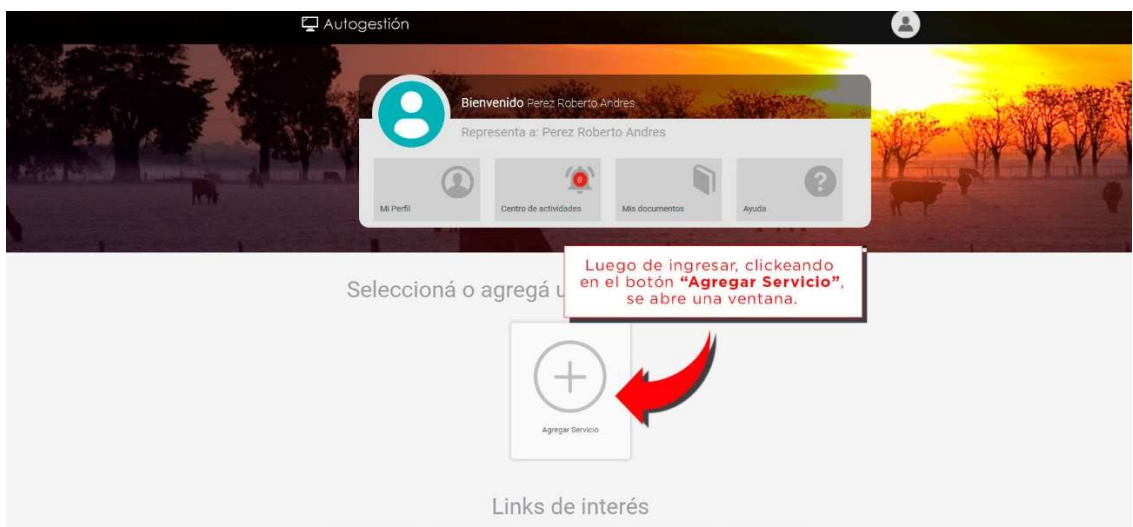 Autogestión
Bienvenido Perez Roberto Andres
Representa a: Perez Roberto Andres
Mi Perfil
0
Centro de actividades
Mis documentos
?
Ayuda
Seleccioná o agregá u
Luego de ingresar, clickeando
en el botón “Agregar Servicio”,
se abre una ventana.
Agregar Servicio
Links de interés